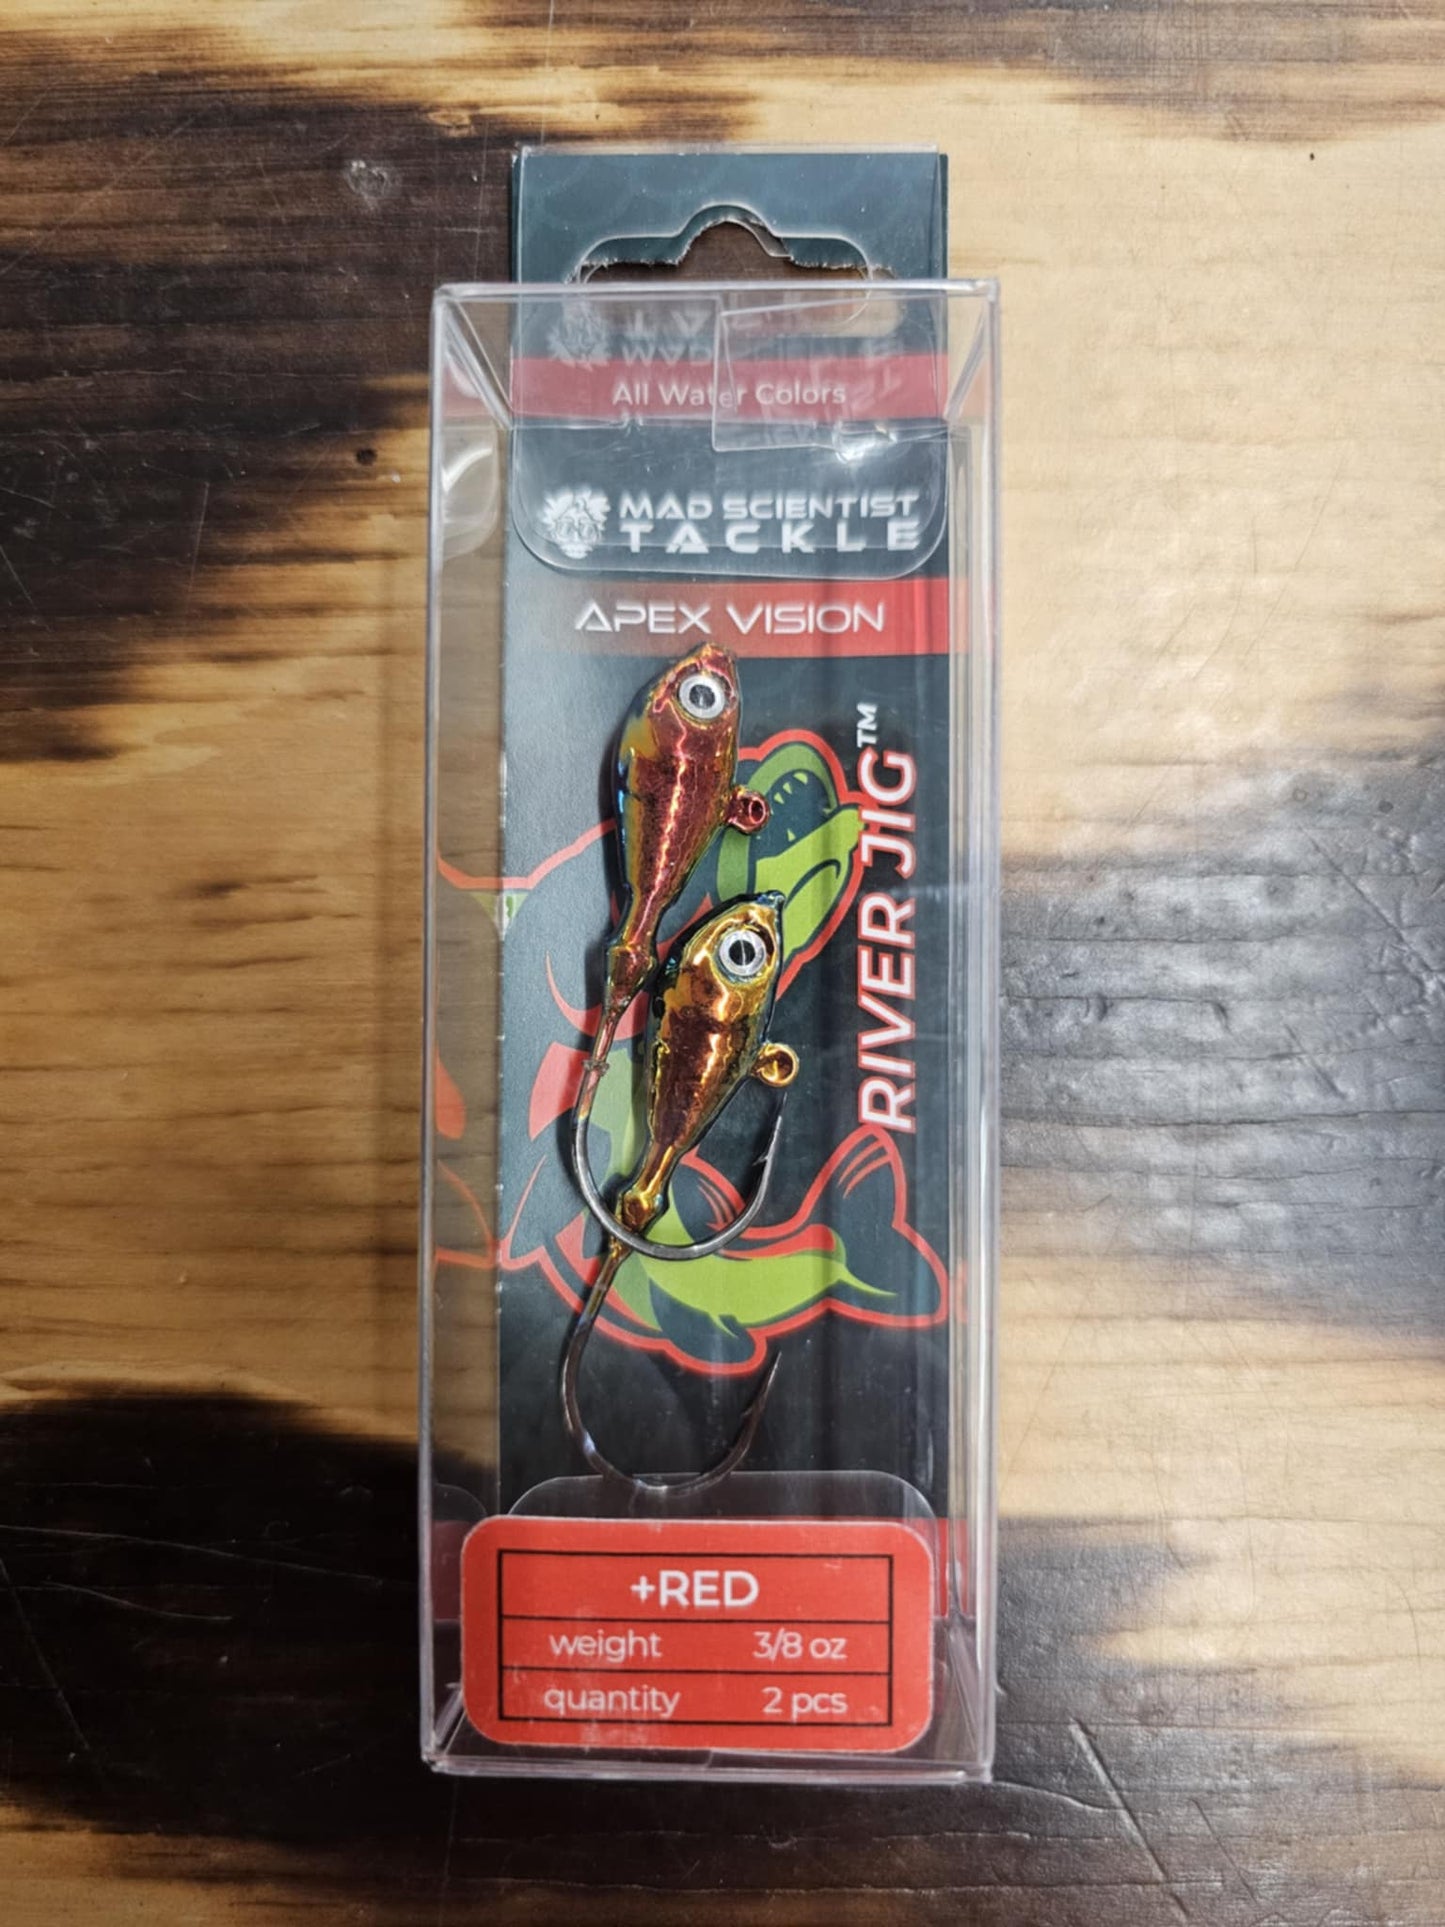 All Water Colors
MAD SCIENTIST
TACKLE
APEX VISION
RIVER JIG™
+RED
weight 3/8 oz
quantity 2 pcs